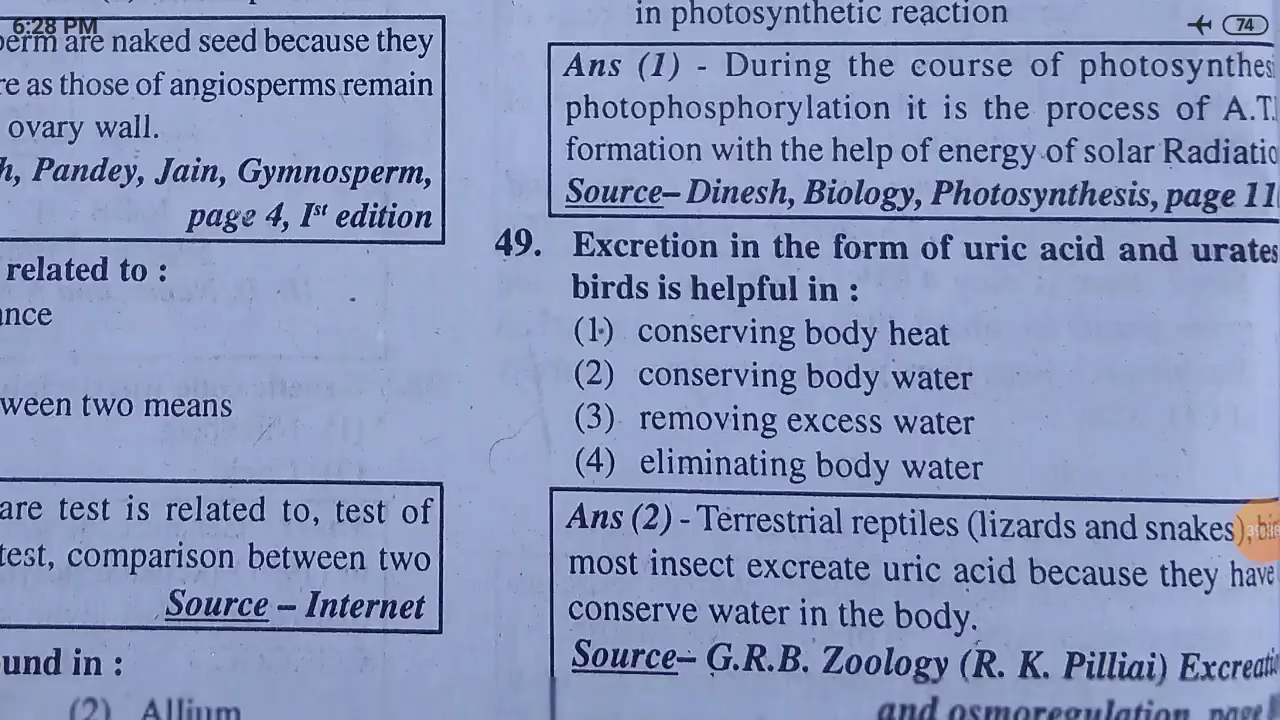 6:28 PM
74
are naked seed because they
as those of angiosperms remain
ovary wall.
Pandey, Jain, Gymnosperm,
page 4, Ist edition
related to :
ween two means
are test is related to, test of
test, comparison between two
Source – Internet
und in :
(2) Allium
in photosynthetic reaction
Ans (1) - During the course of photosynthesi
photophosphorylation it is the process of A.T.
formation with the help of energy of solar Radiatio
Source– Dinesh, Biology, Photosynthesis, page 11
49. Excretion in the form of uric acid and urates
birds is helpful in :
(1) conserving body heat
(2) conserving body water
(3) removing excess water
(4) eliminating body water
Ans (2) - Terrestrial reptiles (lizards and snakes),
most insect excreate uric acid because they have
conserve water in the body.
Source– G.R.B. Zoology (R. K. Pilliai) Excreati
and osmoregulation, page